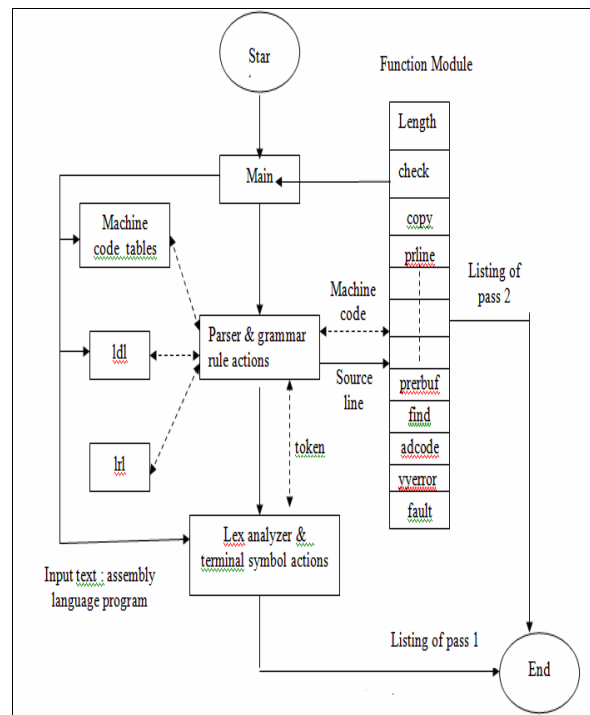 Star
Function Module
Length
Main
check
Machine
code tables
copy
prline
Listing of
pass 2
Machine
code
Parser & grammar
rule actions
ldl
Source
line
prerbuf
find
token
adcode
lrl
yyerror
fault
Lex analyzer &
terminal symbol actions
Input text : assembly
language program
Listing of pass 1
End